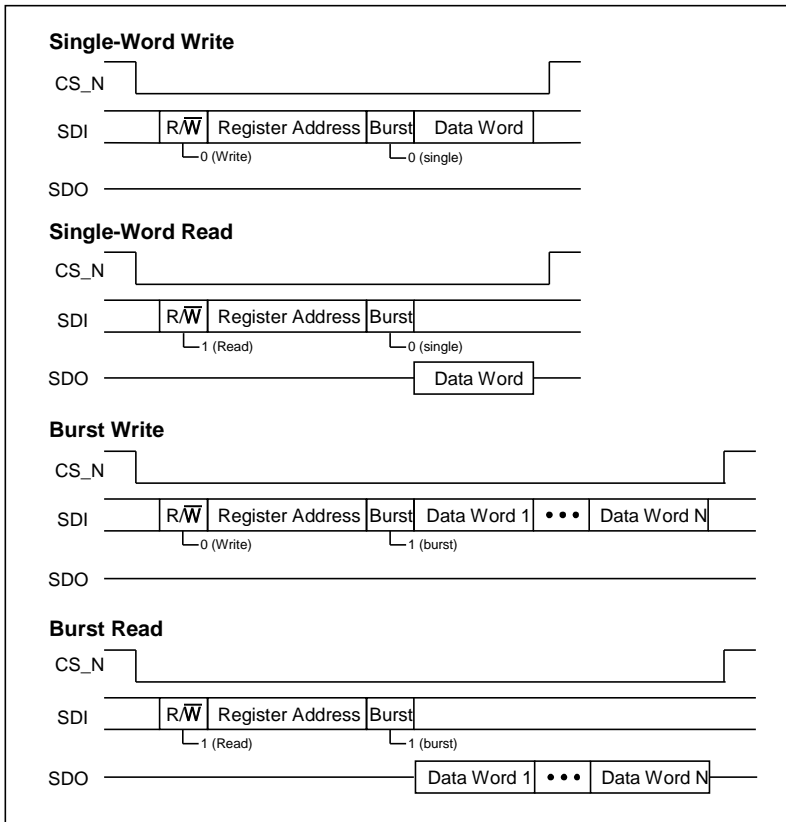 Single-Word Write
CS_N
SDI R/W̅ Register Address Burst Data Word
0 (Write) 0 (single)
SDO
Single-Word Read
CS_N
SDI R/W̅ Register Address Burst
1 (Read) 0 (single)
SDO Data Word
Burst Write
CS_N
SDI R/W̅ Register Address Burst Data Word 1 ••• Data Word N
0 (Write) 1 (burst)
SDO
Burst Read
CS_N
SDI R/W̅ Register Address Burst
1 (Read) 1 (burst)
SDO Data Word 1 ••• Data Word N